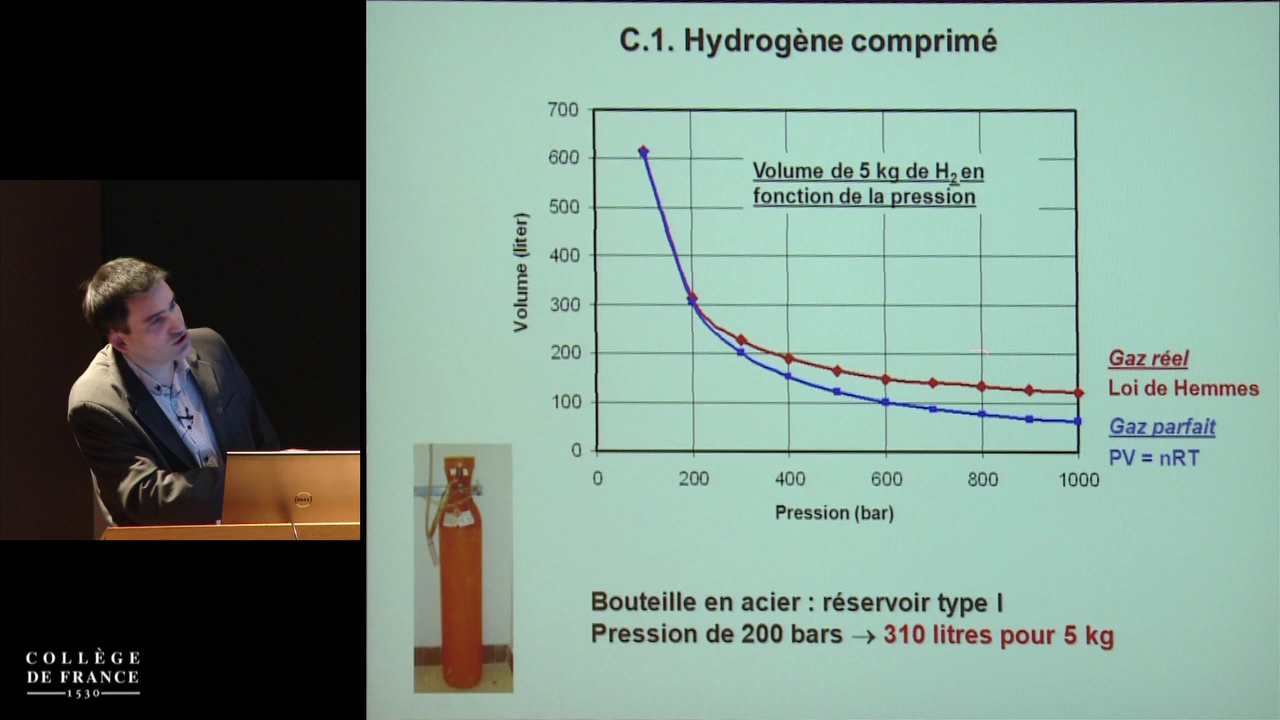 C.1. Hydrogène comprimé
700
600
500
400
300
200
100
0
Volume (liter)
Volume de 5 kg de H2 en
fonction de la pression
0 200 400 600 800 1000
Pression (bar)
Gaz réel
Loi de Hemmes
Gaz parfait
PV = nRT
Bouteille en acier : réservoir type I
Pression de 200 bars → 310 litres pour 5 kg
DELL
COLLÈGE
DE FRANCE
1530